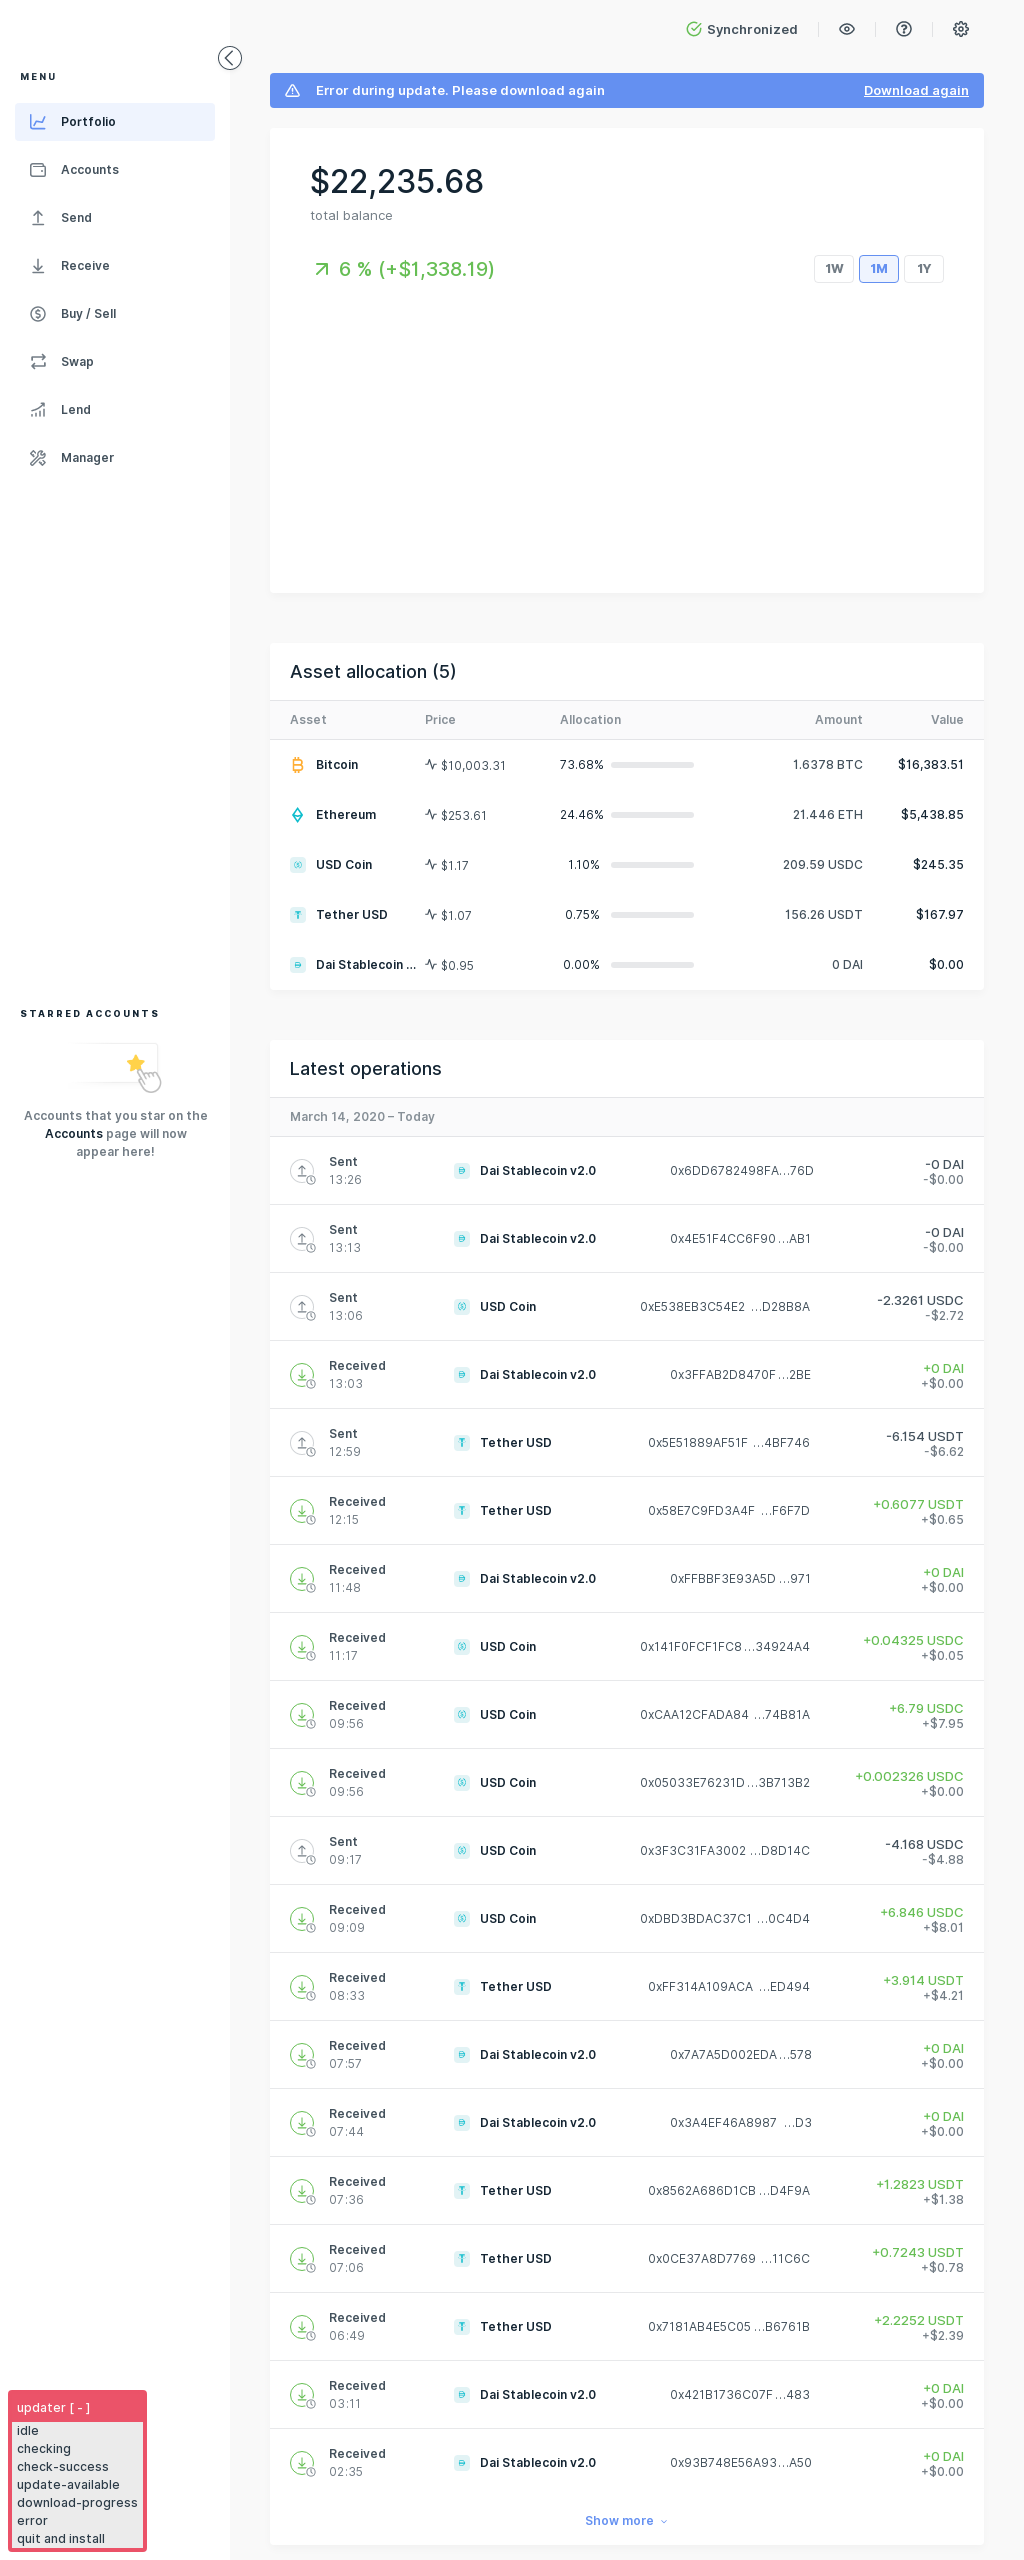 Synchronized
MENU
Error during update. Please download again
Download again
Portfolio
Accounts
Send
Receive
Buy / Sell
Swap
Lend
Manager
$22,235.68
total balance
6 % (+$1,338.19)
1W 1M 1Y
Asset allocation (5)
Asset Price Allocation Amount Value
Bitcoin $10,003.31 73.68% 1.6378 BTC $16,383.51
Ethereum $253.61 24.46% 21.446 ETH $5,438.85
USD Coin $1.17 1.10% 209.59 USDC $245.35
Tether USD $1.07 0.75% 156.26 USDT $167.97
Dai Stablecoin ... $0.95 0.00% 0 DAI $0.00
STARRED ACCOUNTS
Accounts that you star on the
Accounts page will now
appear here!
Latest operations
March 14, 2020 – Today
Sent
13:26
Dai Stablecoin v2.0
0x6DD6782498FA…76D
-0 DAI
-$0.00
Sent
13:13
Dai Stablecoin v2.0
0x4E51F4CC6F90…AB1
-0 DAI
-$0.00
Sent
13:06
USD Coin
0xE538EB3C54E2 …D28B8A
-2.3261 USDC
-$2.72
Received
13:03
Dai Stablecoin v2.0
0x3FFAB2D8470F…2BE
+0 DAI
+$0.00
Sent
12:59
Tether USD
0x5E51889AF51F …4BF746
-6.154 USDT
-$6.62
Received
12:15
Tether USD
0x58E7C9FD3A4F …F6F7D
+0.6077 USDT
+$0.65
Received
11:48
Dai Stablecoin v2.0
0xFFBBF3E93A5D …971
+0 DAI
+$0.00
Received
11:17
USD Coin
0x141F0FCF1FC8…34924A4
+0.04325 USDC
+$0.05
Received
09:56
USD Coin
0xCAA12CFADA84 …74B81A
+6.79 USDC
+$7.95
Received
09:56
USD Coin
0x05033E76231D…3B713B2
+0.002326 USDC
+$0.00
Sent
09:17
USD Coin
0x3F3C31FA3002 …D8D14C
-4.168 USDC
-$4.88
Received
09:09
USD Coin
0xDBD3BDAC37C1 …0C4D4
+6.846 USDC
+$8.01
Received
08:33
Tether USD
0xFF314A109ACA …ED494
+3.914 USDT
+$4.21
Received
07:57
Dai Stablecoin v2.0
0x7A7A5D002EDA…578
+0 DAI
+$0.00
Received
07:44
Dai Stablecoin v2.0
0x3A4EF46A8987 …D3
+0 DAI
+$0.00
Received
07:36
Tether USD
0x8562A686D1CB…D4F9A
+1.2823 USDT
+$1.38
Received
07:06
Tether USD
0x0CE37A8D7769 …11C6C
+0.7243 USDT
+$0.78
Received
06:49
Tether USD
0x7181AB4E5C05…B6761B
+2.2252 USDT
+$2.39
Received
03:11
Dai Stablecoin v2.0
0x421B1736C07F…483
+0 DAI
+$0.00
Received
02:35
Dai Stablecoin v2.0
0x93B748E56A93…A50
+0 DAI
+$0.00
Show more
updater [ - ]
idle
checking
check-success
update-available
download-progress
error
quit and install